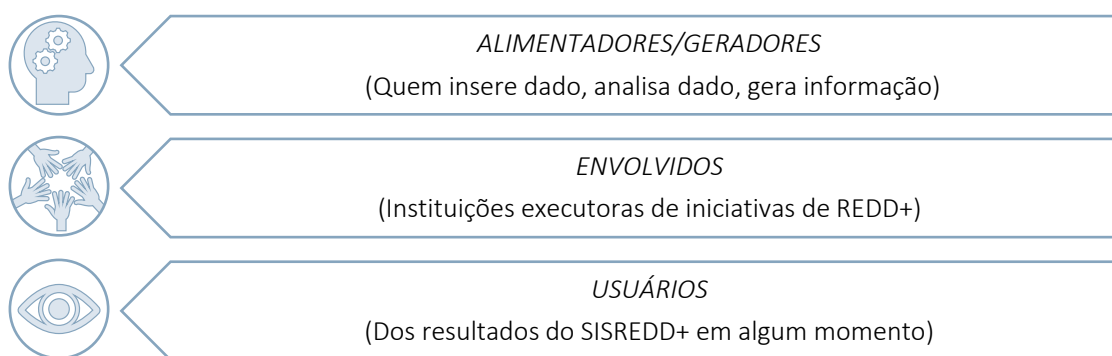 ALIMENTADORES/GERADORES
(Quem insere dado, analisa dado, gera informação)
ENVOLVIDOS
(Instituições executoras de iniciativas de REDD+)
USUÁRIOS
(Dos resultados do SISREDD+ em algum momento)